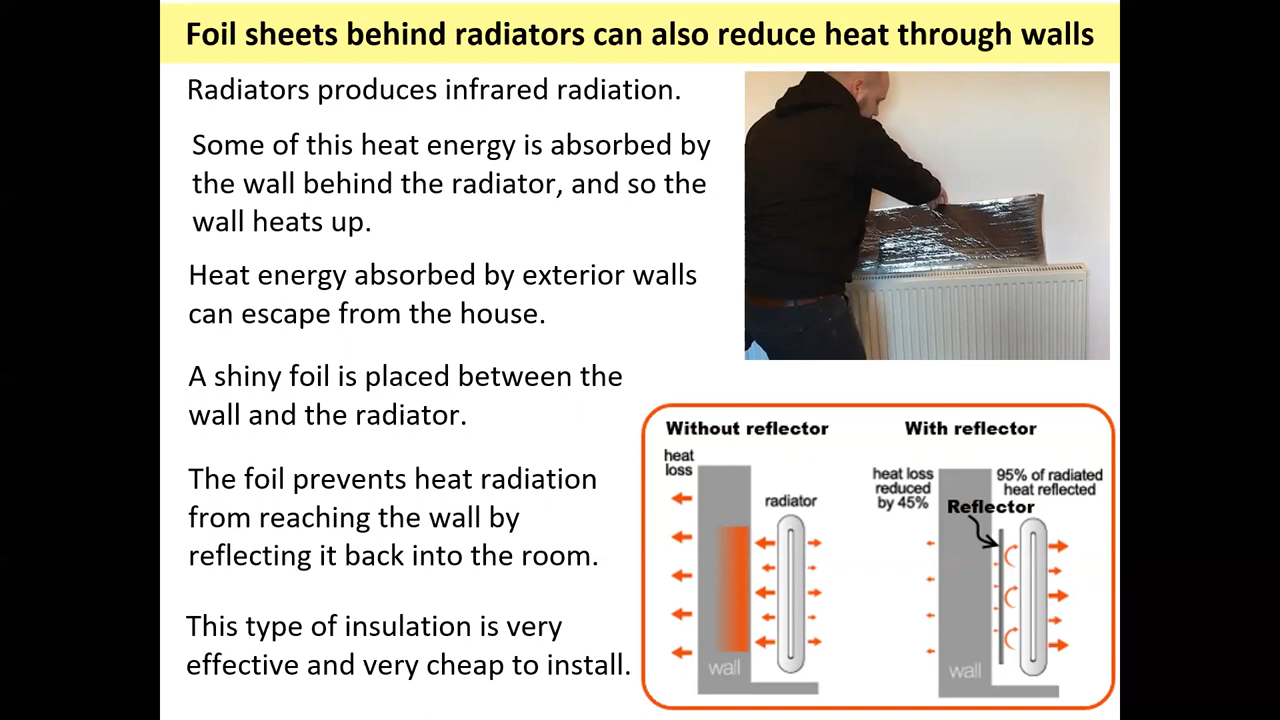 Foil sheets behind radiators can also reduce heat through walls
Radiators produces infrared radiation.
Some of this heat energy is absorbed by
the wall behind the radiator, and so the
wall heats up.
Heat energy absorbed by exterior walls
can escape from the house.
A shiny foil is placed between the
wall and the radiator.
The foil prevents heat radiation
from reaching the wall by
reflecting it back into the room.
This type of insulation is very
effective and very cheap to install.
Without reflector
heat
loss
radiator
wall
With reflector
heat loss
reduced
by 45%
95% of radiated
heat reflected
Reflector
wall